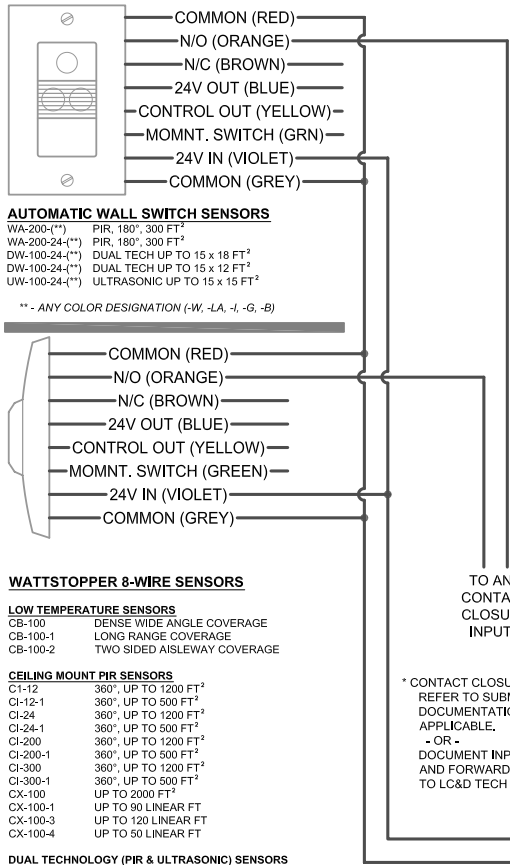 COMMON (RED)
N/O (ORANGE)
N/C (BROWN)
24V OUT (BLUE)
CONTROL OUT (YELLOW)
MOMNT. SWITCH (GRN)
24V IN (VIOLET)
COMMON (GREY)
AUTOMATIC WALL SWITCH SENSORS
WA-200-(**) PIR, 180°, 300 FT²
WA-200-24-(**) PIR, 180°, 300 FT²
DW-100-24-(**) DUAL TECH UP TO 15 x 18 FT²
DW-100-24-(**) DUAL TECH UP TO 15 x 12 FT²
UW-100-24-(**) ULTRASONIC UP TO 15 x 15 FT²
** - ANY COLOR DESIGNATION (-W, -LA, -I, -G, -B)
COMMON (RED)
N/O (ORANGE)
N/C (BROWN)
24V OUT (BLUE)
CONTROL OUT (YELLOW)
MOMNT. SWITCH (GREEN)
24V IN (VIOLET)
COMMON (GREY)
WATTSTOPPER 8-WIRE SENSORS
LOW TEMPERATURE SENSORS
CB-100 DENSE WIDE ANGLE COVERAGE
CB-100-1 LONG RANGE COVERAGE
CB-100-2 TWO SIDED AISLEWAY COVERAGE
CEILING MOUNT PIR SENSORS
C1-12 360°, UP TO 1200 FT²
CI-12-1 360°, UP TO 500 FT²
CI-24 360°, UP TO 1200 FT²
CI-24-1 360°, UP TO 500 FT²
CI-200 360°, UP TO 1200 FT²
CI-200-1 360°, UP TO 500 FT²
CI-300 360°, UP TO 1200 FT²
CI-300-1 360°, UP TO 500 FT²
CX-100 UP TO 2000 FT²
CX-100-1 UP TO 90 LINEAR FT
CX-100-3 UP TO 120 LINEAR FT
CX-100-4 UP TO 50 LINEAR FT
DUAL TECHNOLOGY (PIR & ULTRASONIC) SENSORS
TO AN
CONTA
CLOSU
INPUT
* CONTACT CLOSU
REFER TO SUBM
DOCUMENTATIO
APPLICABLE.
- OR -
DOCUMENT INP
AND FORWARD
TO LC&D TECH